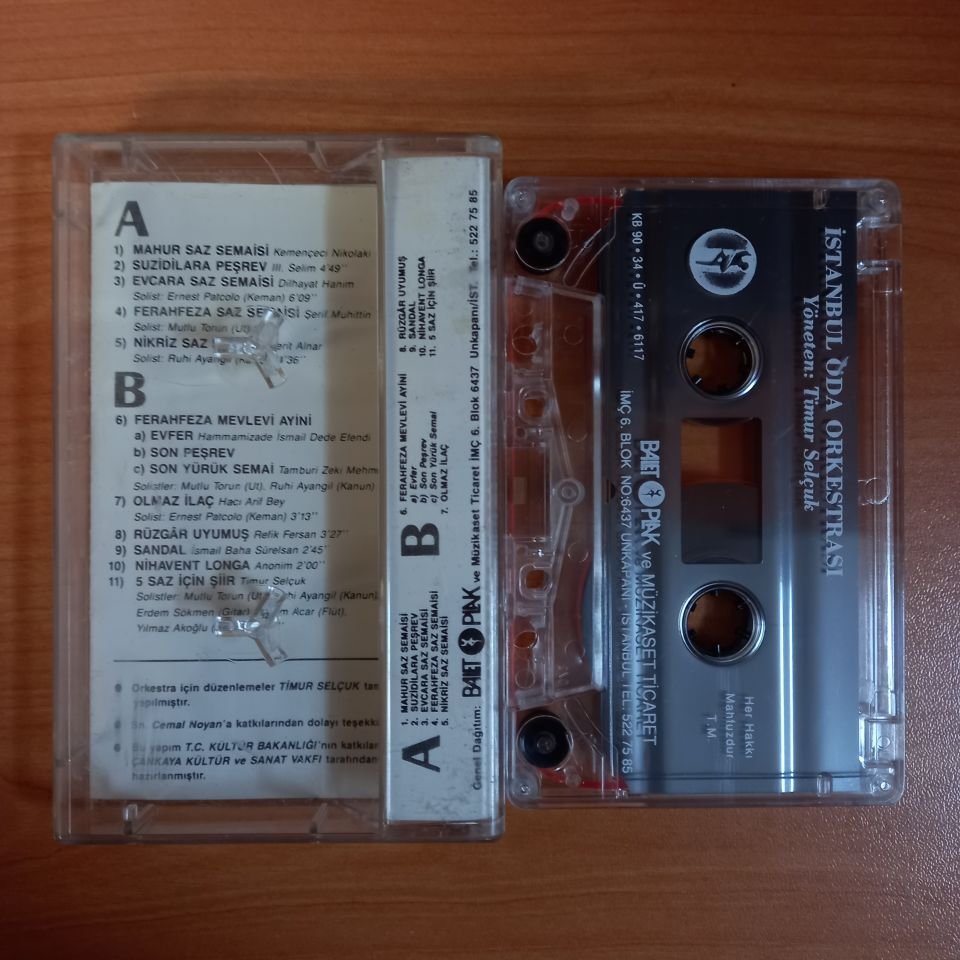 A
1) MAHUR SAZ SEMAİSİ Kemençeci Nikolaki
2) SUZİDİLARA PEŞREV III. Selim 4'49''
3) EVCARA SAZ SEMAİSİ Dilhayat Hanım
Solist: Ernest Patcolo (Keman) 6'09''
4) FERAHFEZA SAZ SEMAİSİ Şerif Muhittin
Solist: Mutlu Torun (Ut)
5) NİKRİZ SAZ Alnar
Solist: Ruhi Ayangil
B
6) FERAHFEZA MEVLEVİ AYİNİ
a) EVFER Hammamizade İsmail Dede Efendi
b) SON PEŞREV
c) SON YÜRÜK SEMAİ Tamburi Zeki Mehm
Solistler: Mutlu Torun (Ut), Ruhi Ayangil (Kanun)
7) OLMAZ İLAÇ Hacı Arif Bey
Solist: Ernest Patcolo (Keman) 3'13''
8) RÜZGÂR UYUMUŞ Refik Fersan 3'27''
9) SANDAL İsmail Baha Sürelsan 2'45''
10) NİHAVENT LONGA Anonim 2'00''
11) 5 SAZ İÇİN ŞİİR Timur Selçuk
Solistler: Mutlu Torun (Ut), Ruhi Ayangil (Kanun),
Erdem Sökmen (Gitar) Acar (Flüt),
Yılmaz Akoğlu
Orkestra için düzenlemeler TİMUR SELÇUK tar
yapılmıştır.
Sn. Cemal Noyan'a katkılarından dolayı teşekkü
Bu yapım T.C. KÜLTÜR BAKANLIĞI'nın katkılar
ÇANKAYA KÜLTÜR ve SANAT VAKFI tarafından
hazırlanmıştır.
A
1. MAHUR SAZ SEMAİSİ
2. SUZİDİLARA PEŞREV
3. EVCARA SAZ SEMAİSİ
4. FERAHFEZA SAZ SEMAİSİ
5. NİKRİZ SAZ SEMAİSİ
B
6. FERAHFEZA MEVLEVİ AYİNİ
a) Evfer
b) Son Peşrev
c) Son Yürük Semai
7. OLMAZ İLAÇ
8. RÜZGAR UYUMUŞ
9. SANDAL
10. NİHAVENT LONGA
11. 5 SAZ İÇİN ŞİİR
Genel Dağıtım: BALET PLAK ve Müzikaset Ticaret İMÇ 6. Blok 6437 Unkapanı/İST. Tel.: 522 75 85
İSTANBUL ODA ORKESTRASI
Yöneten: Timur Selçuk
Her Hakkı
Mahfuzdur
T.M.
BALET PLAK ve MÜZİKASET TİCARET
İMÇ 6. BLOK NO:6437 UNKAPANI - İSTANBUL TEL: 522 75 85
KB 90 • 34 • Ü • 417 • 6117